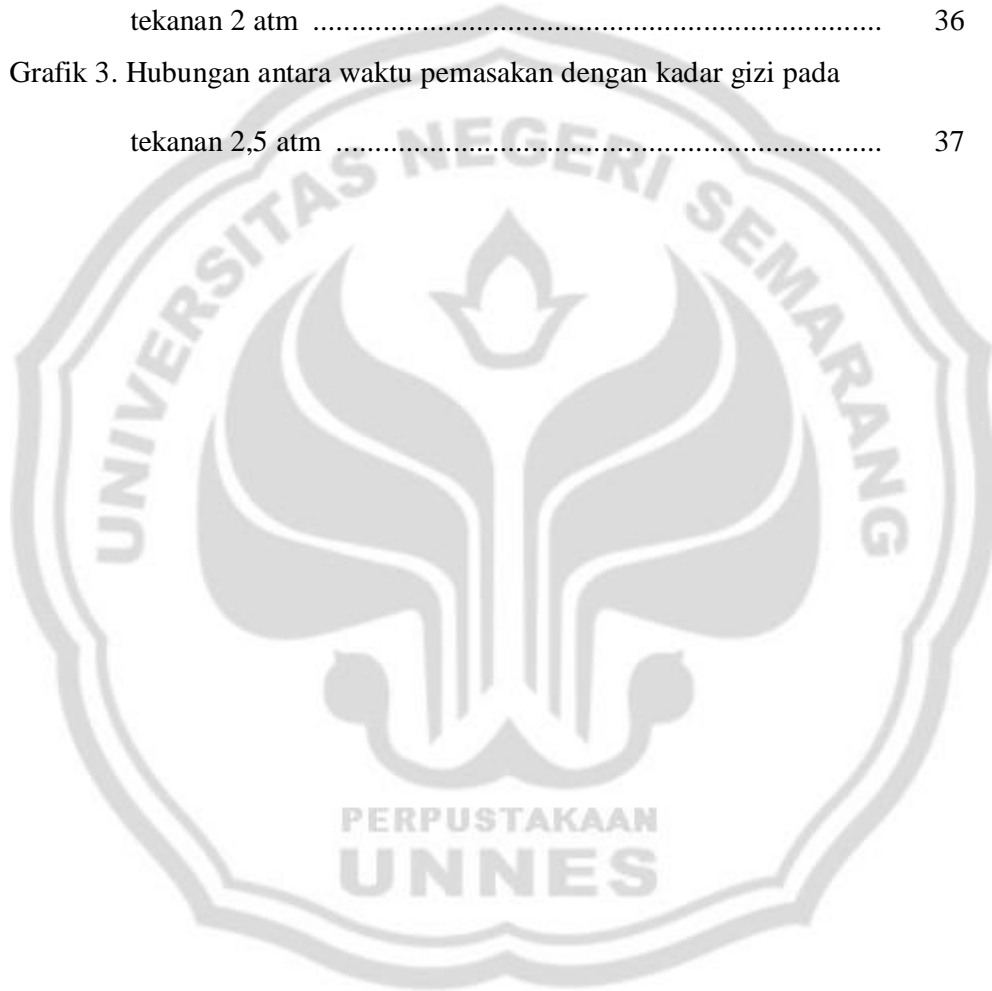 tekanan 2 atm ........................................................................... 36
Grafik 3. Hubungan antara waktu pemasakan dengan kadar gizi pada
tekanan 2,5 atm ........................................................................ 37
UNIVERSITAS NEGERI SEMARANG
PERPUSTAKAAN
UNNES